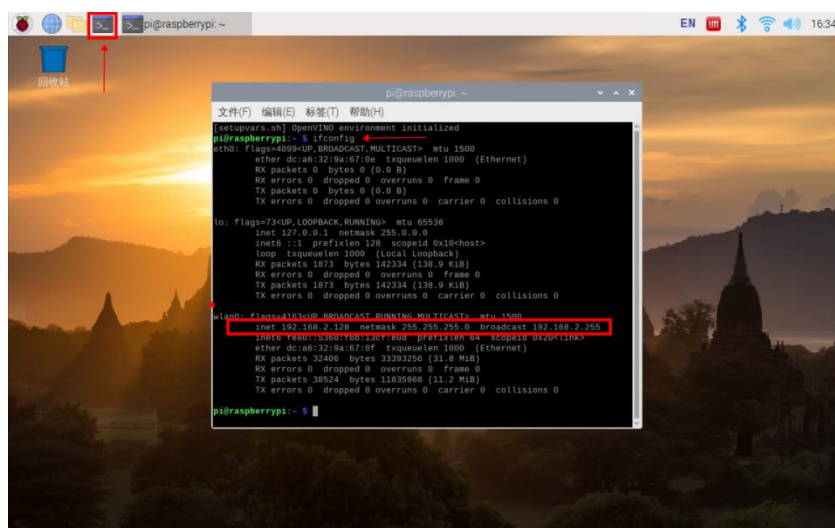 pi@raspberrypi: ~
EN
16:34
回收站
pi@raspberrypi: ~
文件(F) 编辑(E) 标签(T) 帮助(H)
[setupvars.sh] OpenVINO environment initialized
pi@raspberrypi:~ $ ifconfig
eth0: flags=4099<UP,BROADCAST,MULTICAST> mtu 1500
ether dc:a6:32:9a:67:0e txqueuelen 1000 (Ethernet)
RX packets 0 bytes 0 (0.0 B)
RX errors 0 dropped 0 overruns 0 frame 0
TX packets 0 bytes 0 (0.0 B)
TX errors 0 dropped 0 overruns 0 carrier 0 collisions 0
lo: flags=73<UP,LOOPBACK,RUNNING> mtu 65536
inet 127.0.0.1 netmask 255.0.0.0
inet6 ::1 prefixlen 128 scopeid 0x10<host>
loop txqueuelen 1000 (Local Loopback)
RX packets 1873 bytes 142334 (138.9 KiB)
RX errors 0 dropped 0 overruns 0 frame 0
TX packets 1873 bytes 142334 (138.9 KiB)
TX errors 0 dropped 0 overruns 0 carrier 0 collisions 0
wlan0: flags=4163<UP,BROADCAST,RUNNING,MULTICAST> mtu 1500
inet 192.168.2.128 netmask 255.255.255.0 broadcast 192.168.2.255
inet6 prefixlen 64 scopeid 0x20<link>
ether dc:a6:32:9a:67:0f txqueuelen 1000 (Ethernet)
RX packets 32406 bytes 33393256 (31.8 MiB)
RX errors 0 dropped 0 overruns 0 frame 0
TX packets 38524 bytes 11835968 (11.2 MiB)
TX errors 0 dropped 0 overruns 0 carrier 0 collisions 0
pi@raspberrypi:~ $